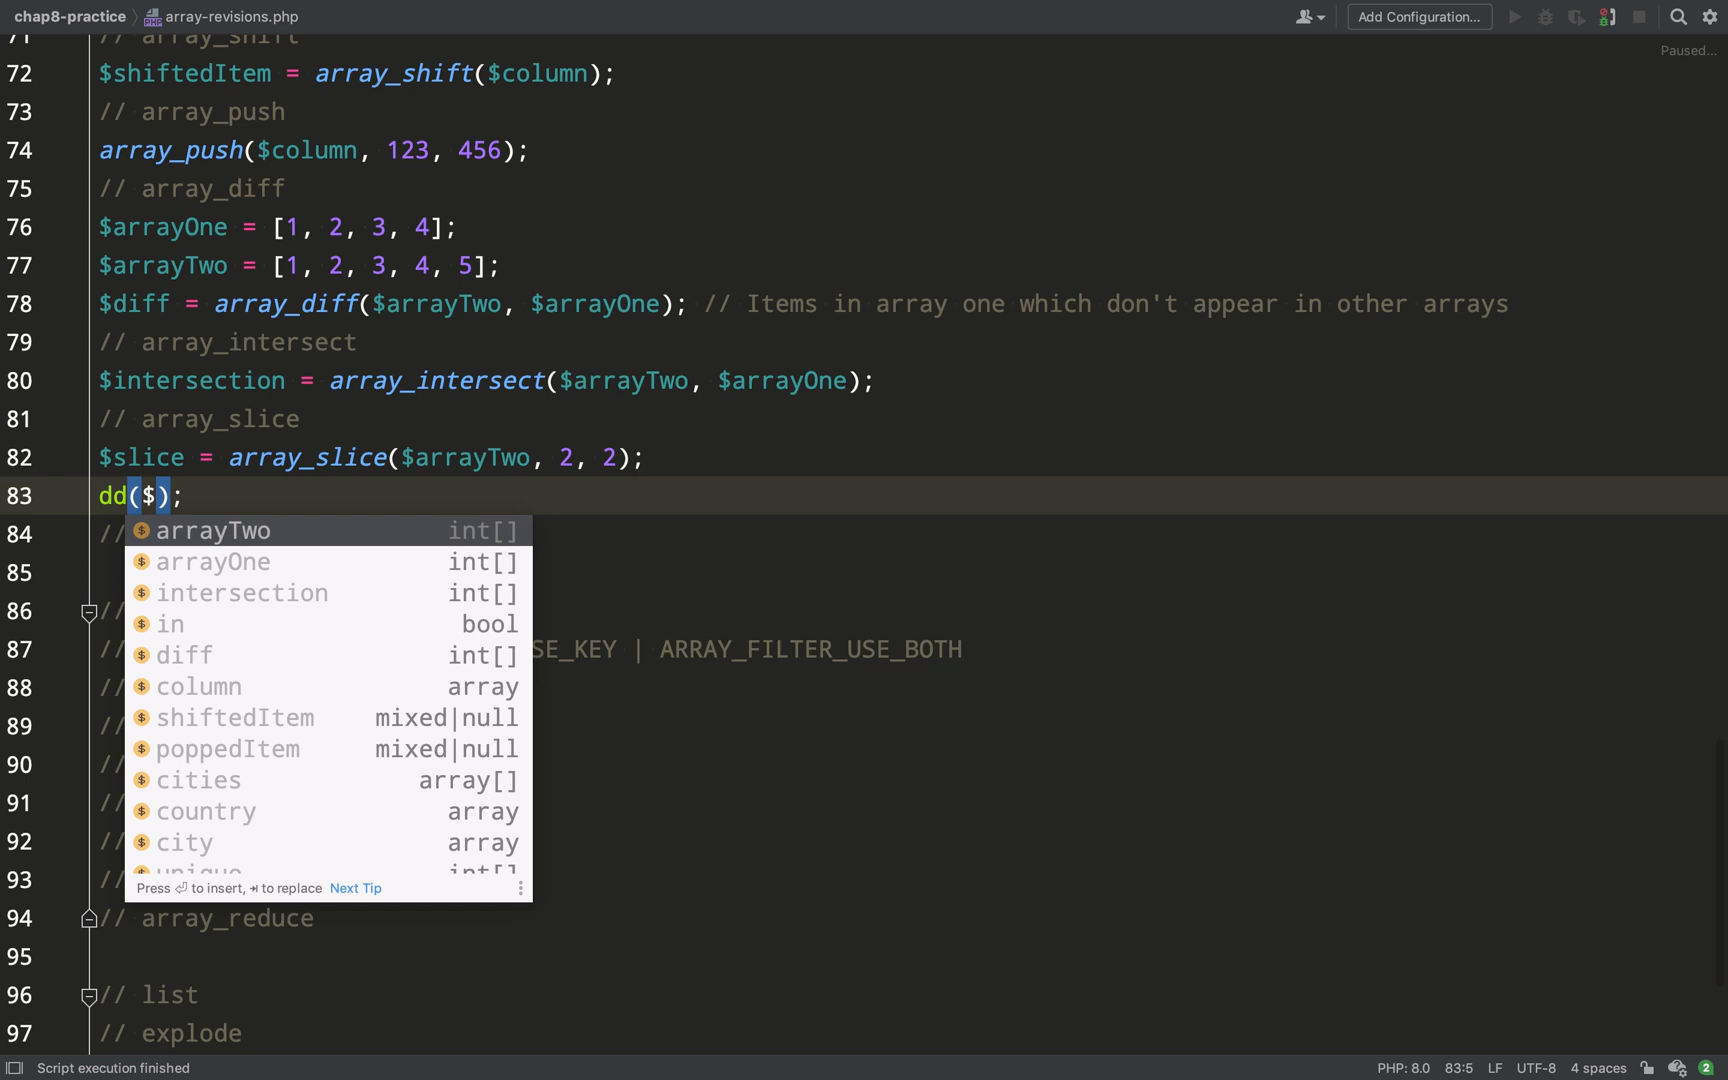 chap8-practice array-revisions.php Add Configuration...
Paused...
71 // array_shift
72 $shiftedItem = array_shift($column);
73 // array_push
74 array_push($column, 123, 456);
75 // array_diff
76 $arrayOne = [1, 2, 3, 4];
77 $arrayTwo = [1, 2, 3, 4, 5];
78 $diff = array_diff($arrayTwo, $arrayOne); // Items in array one which don't appear in other arrays
79 // array_intersect
80 $intersection = array_intersect($arrayTwo, $arrayOne);
81 // array_slice
82 $slice = array_slice($arrayTwo, 2, 2);
83 dd($);
84 //
85
86 //
87 // SE_KEY | ARRAY_FILTER_USE_BOTH
88 //
89 //
90 //
91 //
92 //
93 //
94 // array_reduce
95
96 // list
97 // explode
$ arrayTwo int[]
$ arrayOne int[]
$ intersection int[]
$ in bool
$ diff int[]
$ column array
$ shiftedItem mixed|null
$ poppedItem mixed|null
$ cities array[]
$ country array
$ city array
$ unique int[]
Press ⏎ to insert, ⇥ to replace Next Tip
Script execution finished PHP: 8.0 83:5 LF UTF-8 4 spaces 2